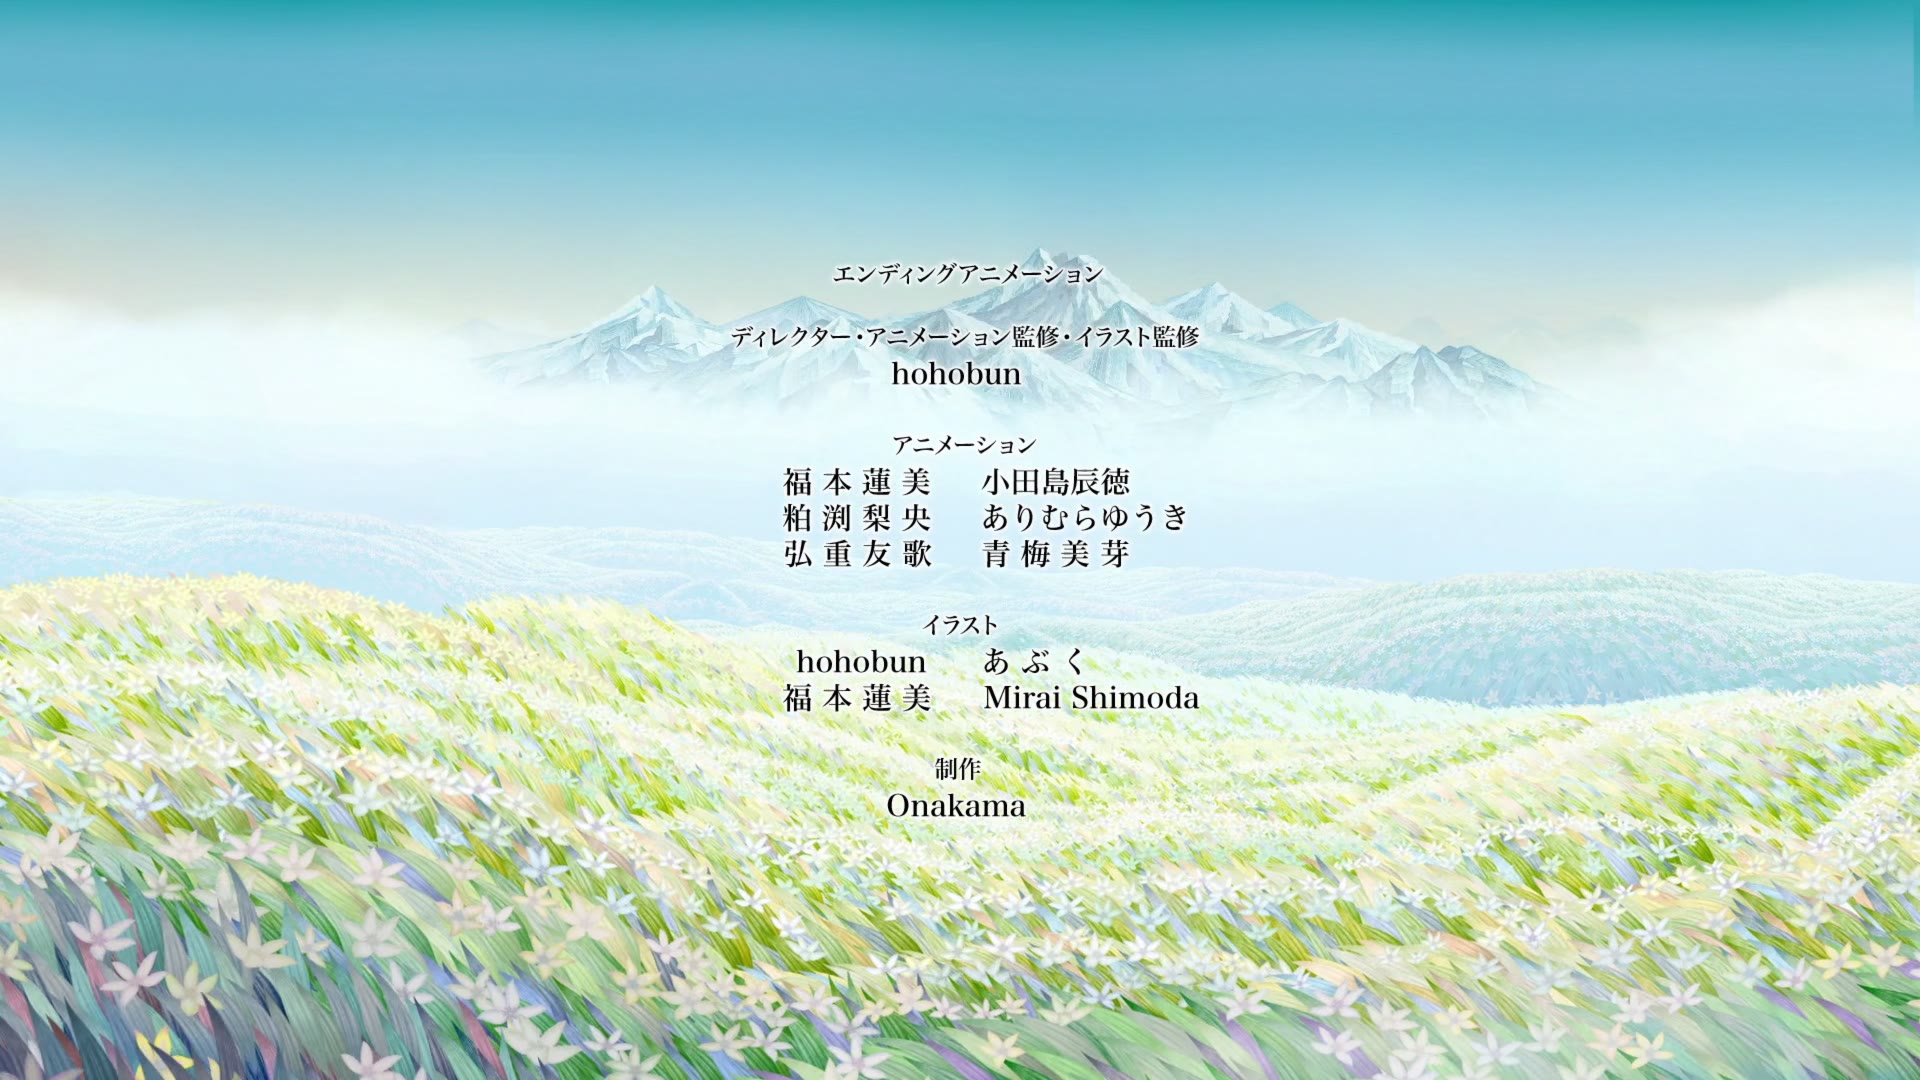 エンディングアニメーション
ディレクター・アニメーション監修・イラスト監修
hohobun
アニメーション
福本蓮美 小田島辰徳
粕渕梨央 ありむらゆうき
弘重友歌 青梅美芽
イラスト
hohobun あぶく
福本蓮美 Mirai Shimoda
制作
Onakama